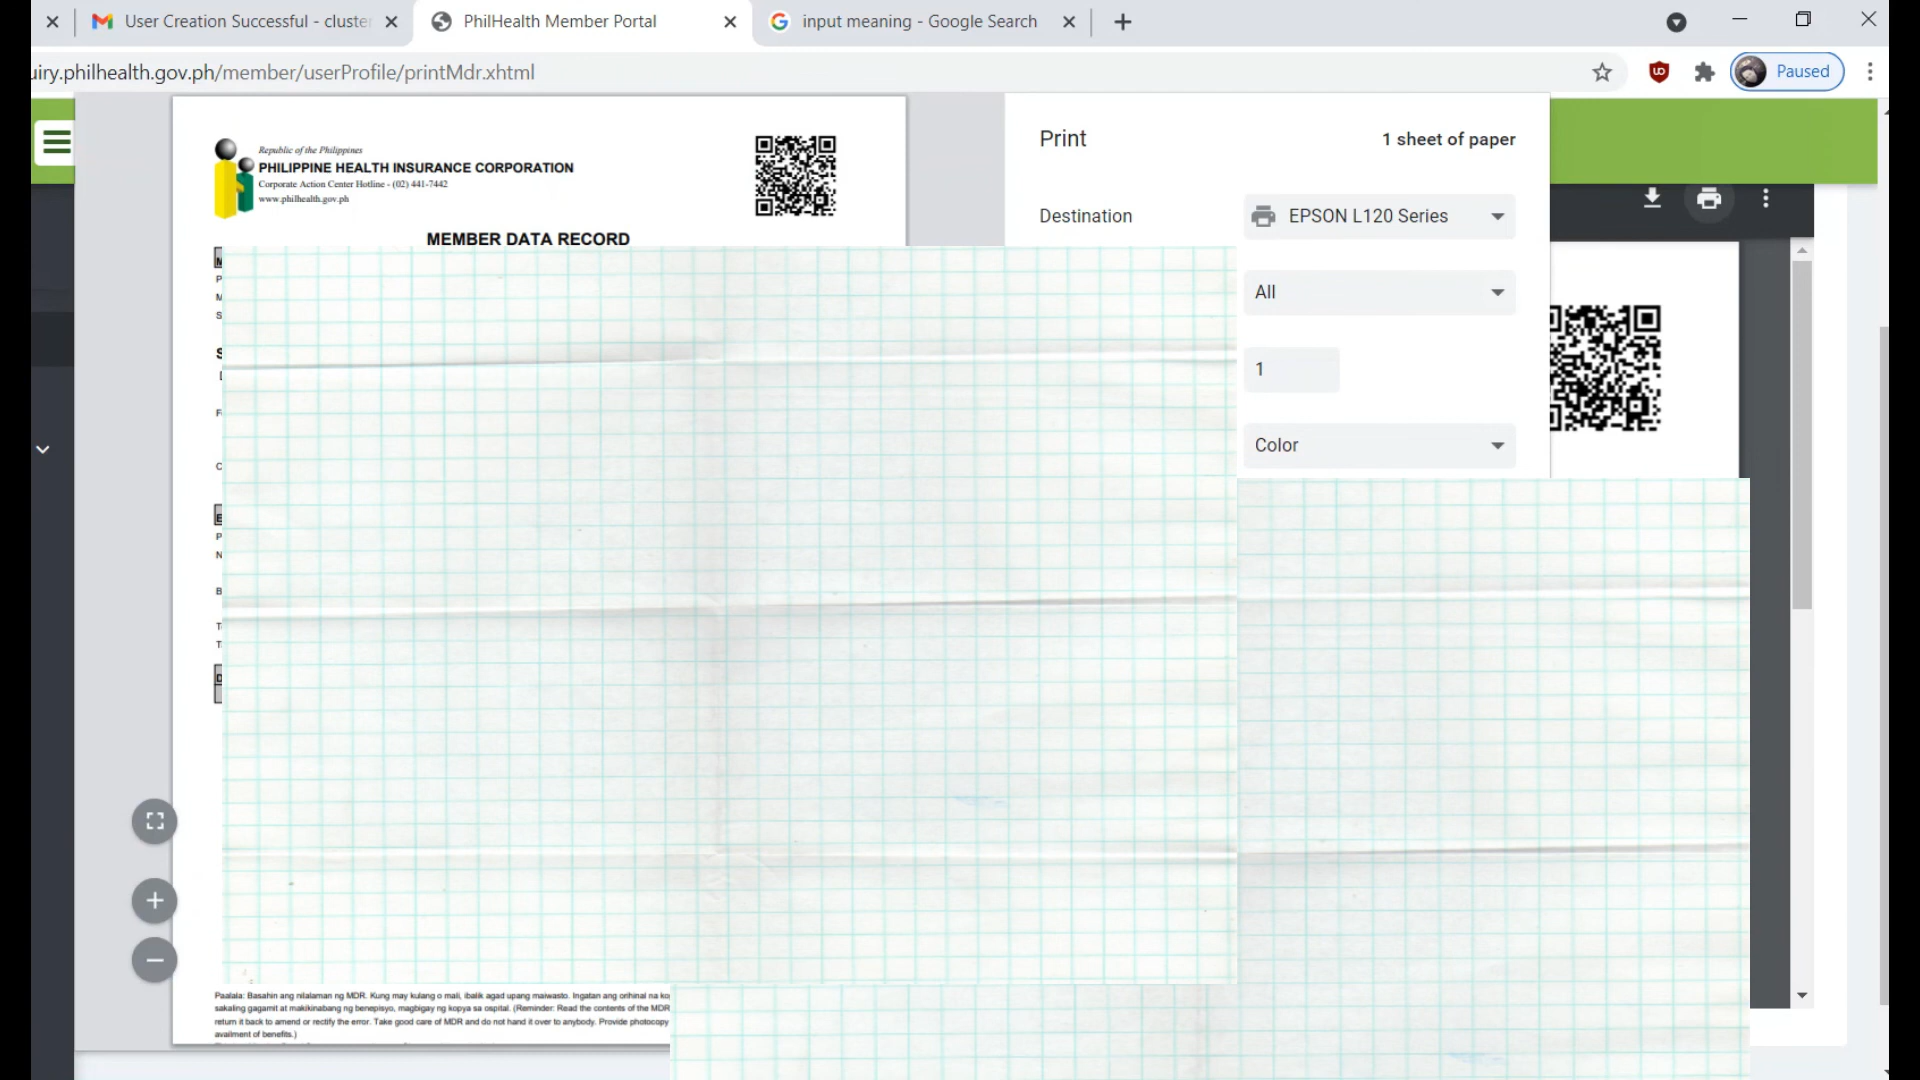 User Creation Successful - cluster
PhilHealth Member Portal
input meaning - Google Search
uiry.philhealth.gov.ph/member/userProfile/printMdr.xhtml
Paused
Republic of the Philippines
PHILIPPINE HEALTH INSURANCE CORPORATION
Corporate Action Center Hotline - (02) 441-7442
www.philhealth.gov.ph
MEMBER DATA RECORD
Print
1 sheet of paper
Destination
EPSON L120 Series
All
1
Color
Paalala: Basahin ang nilalaman ng MDR. Kung may kulang o mali, ibalik agad upang maiwasto. Ingatan ang orihinal na ko
sakaling gagamit at makikinabang ng benepisyo, magbigay ng kopya sa ospital. (Reminder: Read the contents of the MDR
return it back to amend or rectify the error. Take good care of MDR and do not hand it over to anybody. Provide photocopy
availment of benefits.)